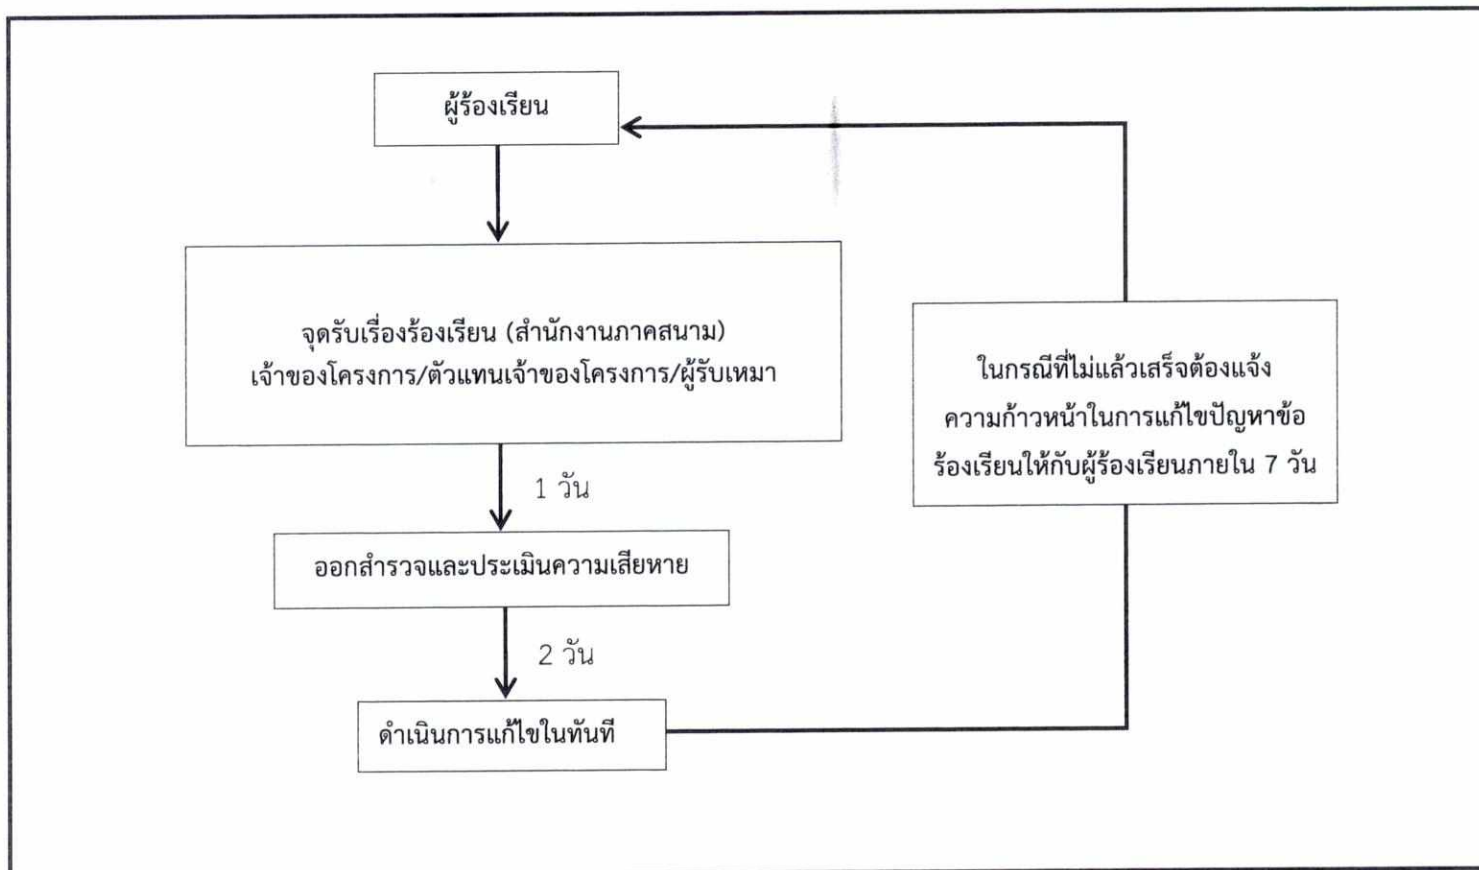 ผู้ร้องเรียน
จุดรับเรื่องร้องเรียน (สำนักงานภาคสนาม)
เจ้าของโครงการ/ตัวแทนเจ้าของโครงการ/ผู้รับเหมา
1 วัน
ออกสำรวจและประเมินความเสียหาย
2 วัน
ดำเนินการแก้ไขในทันที
ในกรณีที่ไม่แล้วเสร็จต้องแจ้ง
ความก้าวหน้าในการแก้ไขปัญหาข้อ
ร้องเรียนให้กับผู้ร้องเรียนภายใน 7 วัน